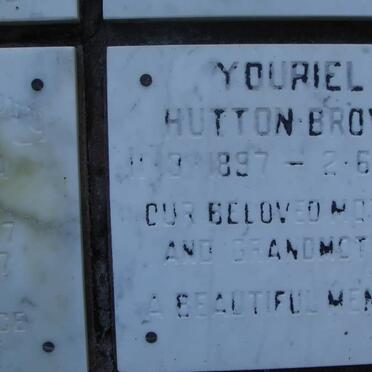 YOURIEL
HUTTON BROW
1897 - 2.6
OUR BELOVED MO
AND GRANDMOT
A BEAUTIFUL MEM